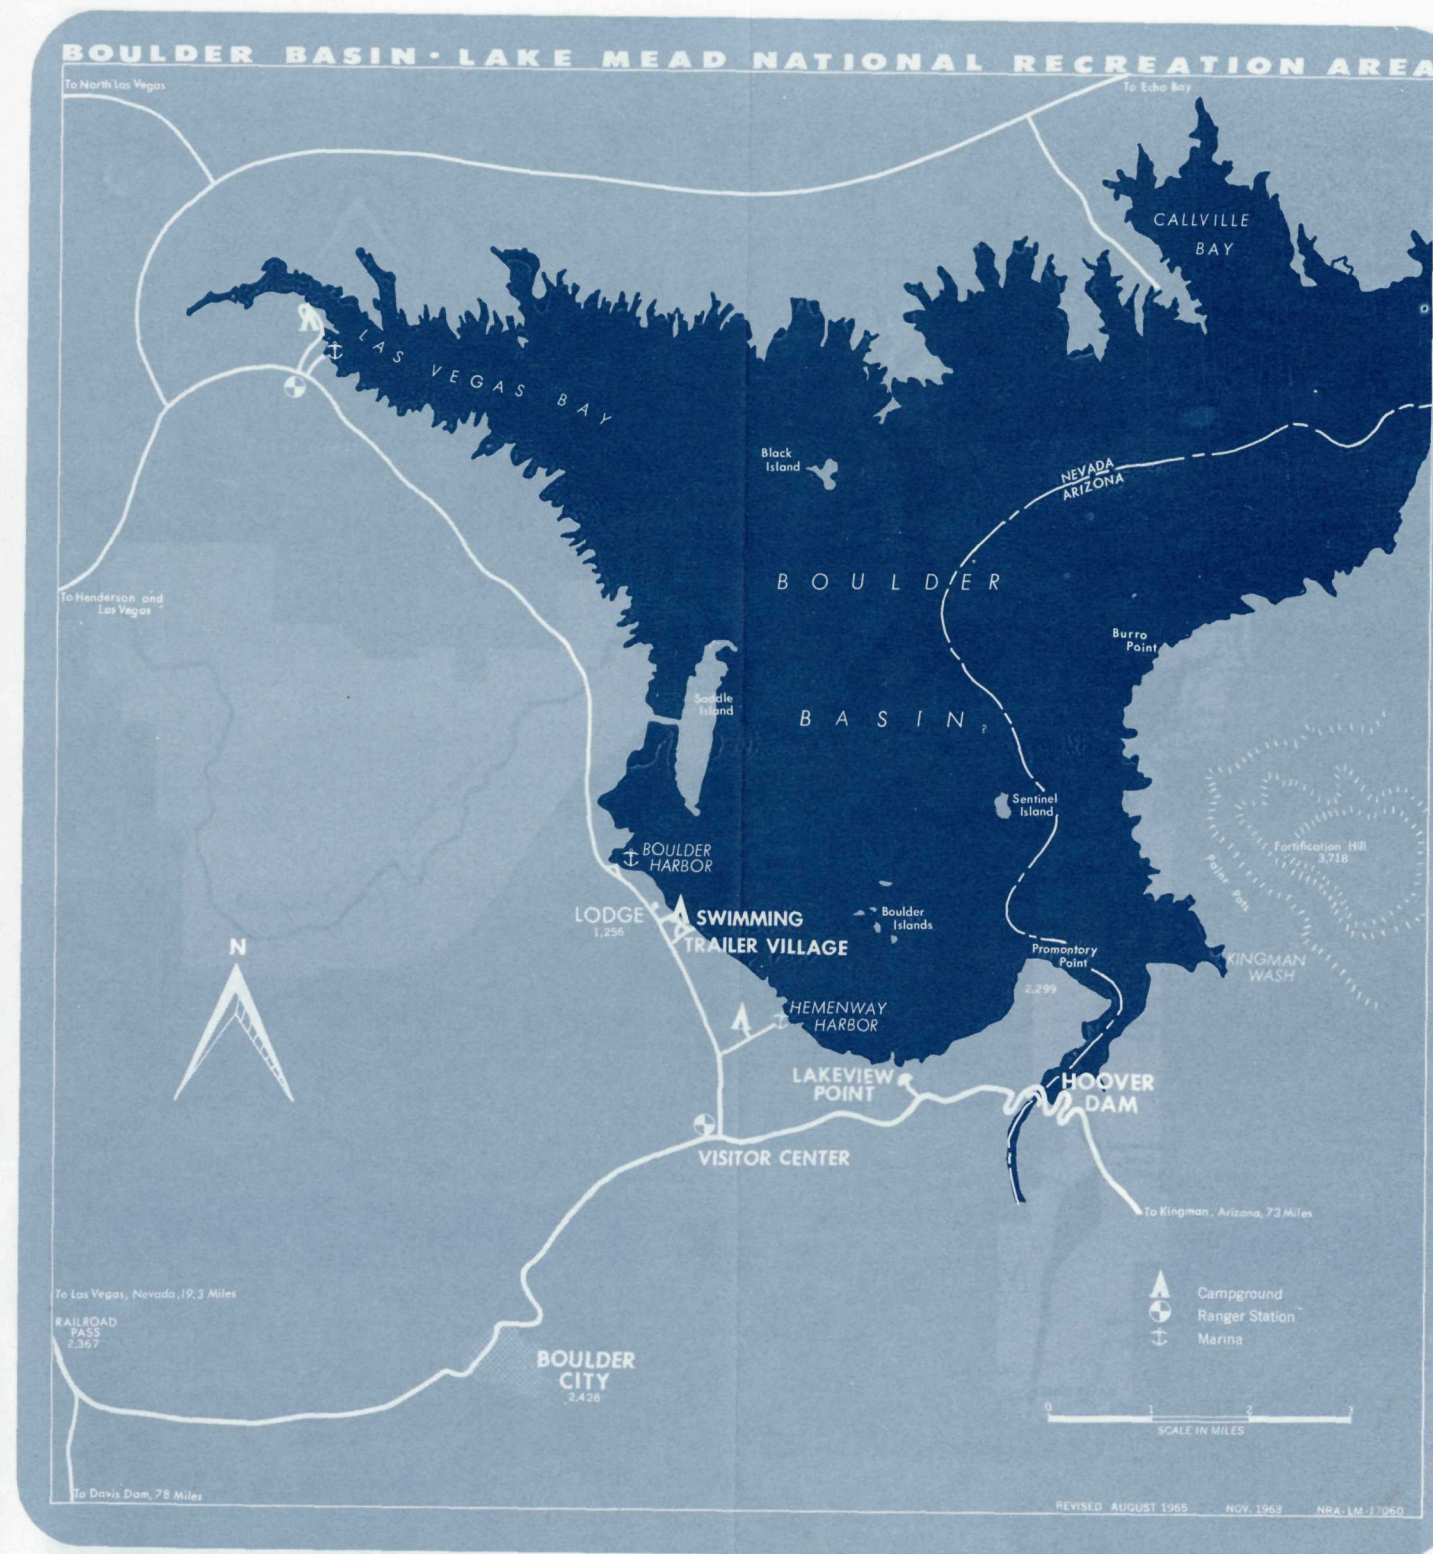 BOULDER BASIN · LAKE MEAD NATIONAL RECREATION AREA
To North Las Vegas
To Echo Bay
CALLVILLE
BAY
LAS VEGAS BAY
Black
Island
NEVADA
ARIZONA
BOULDER
To Henderson and
Las Vegas
Burro
Point
Saddle
Island
BASIN
Sentinel
Island
BOULDER
HARBOR
Fortification Hill
3,718
Paint Pots
LODGE
1,256
SWIMMING
TRAILER VILLAGE
Boulder
Islands
N
Promontory
Point
2,299
KINGMAN
WASH
HEMENWAY
HARBOR
LAKEVIEW
POINT
HOOVER
DAM
VISITOR CENTER
To Kingman, Arizona, 73 Miles
To Las Vegas, Nevada, 19.3 Miles
RAILROAD
PASS
2,367
Campground
Ranger Station
Marina
BOULDER
CITY
2,428
0 1 2 3
SCALE IN MILES
To Davis Dam, 78 Miles
REVISED AUGUST 1965 NOV. 1963 NRA-LM-17060